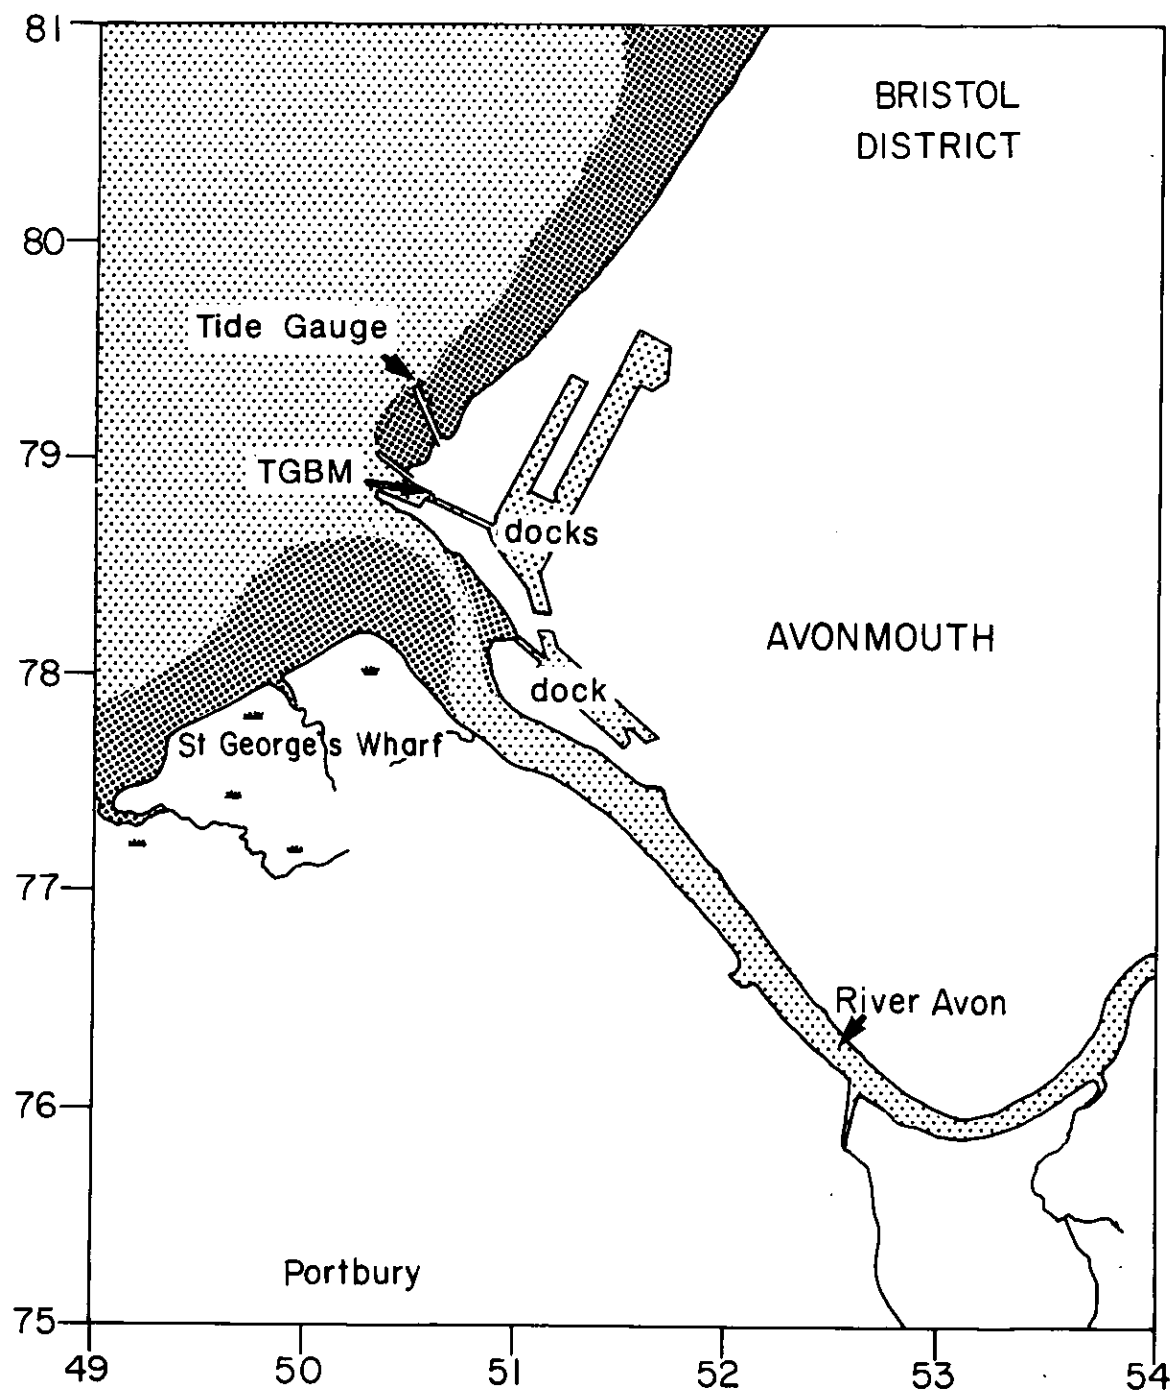 81
BRISTOL
DISTRICT
80
Tide Gauge
79
TGBM
docks
AVONMOUTH
78
dock
St George's Wharf
77
River Avon
76
Portbury
75
49 50 51 52 53 54